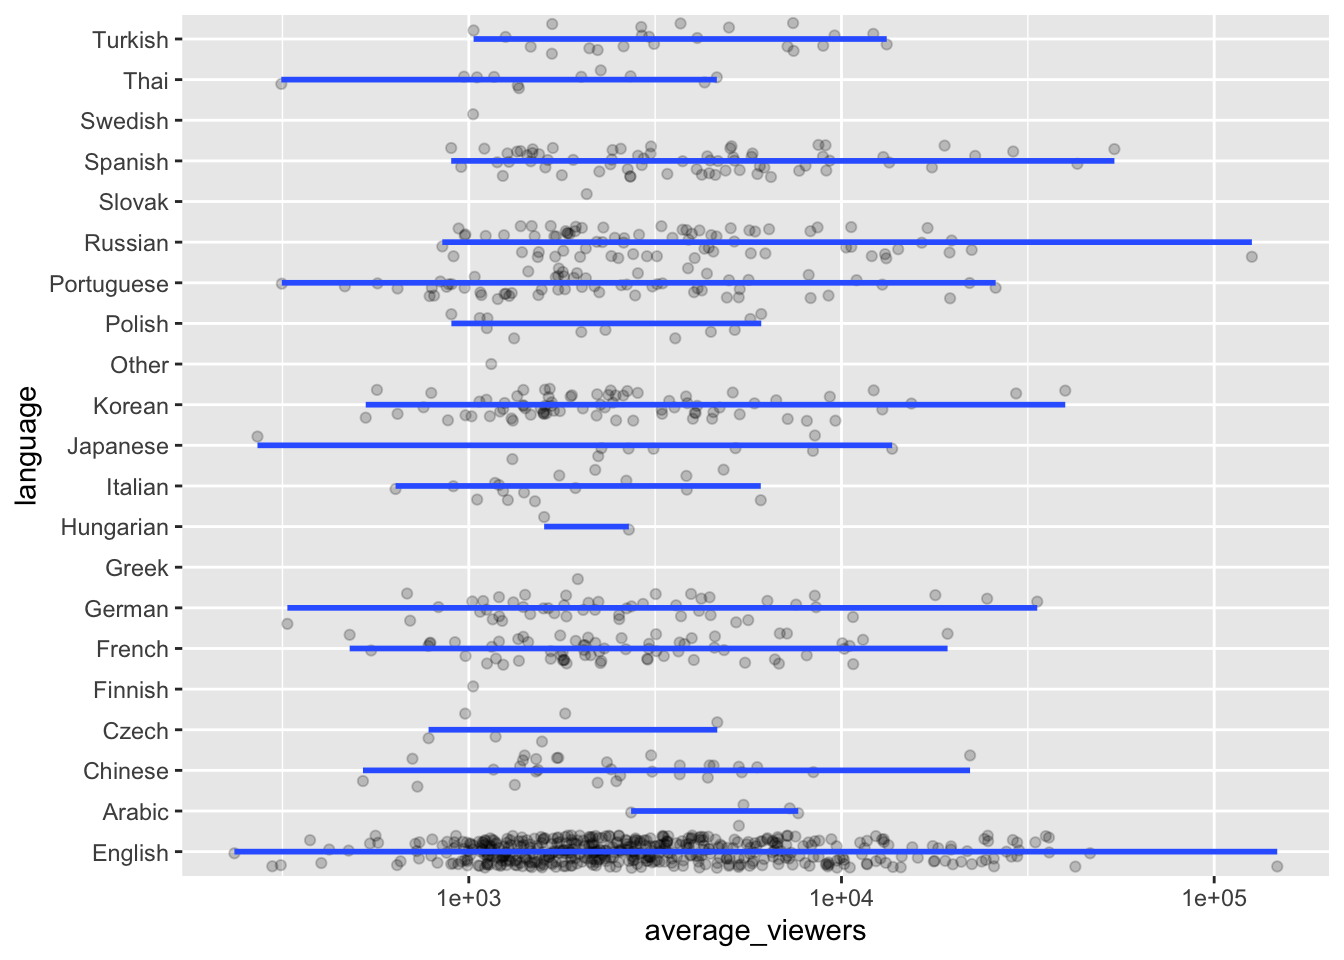 Turkish
Thai
Swedish
Spanish
Slovak
Russian
Portuguese
Polish
Other
Korean
Japanese
Italian
Hungarian
Greek
German
French
Finnish
Czech
Chinese
Arabic
English
language
1e+03 1e+04 1e+05
average_viewers